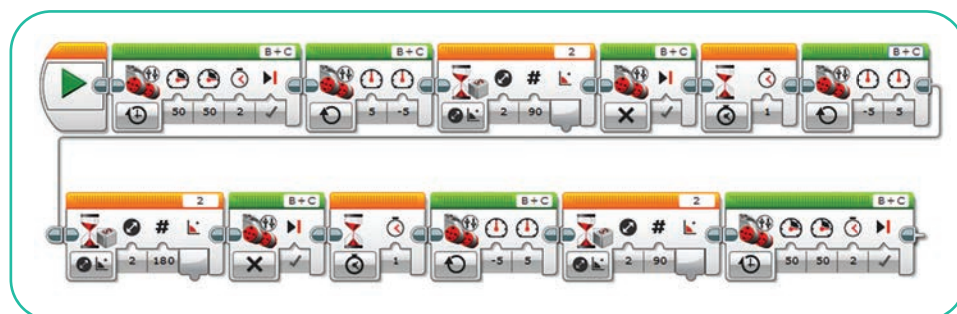 B + C B + C 2 B + C B + C
50 50 2 5 -5 # 2 90 1 -5 5
2 B + C B + C 2 B + C
# 2 180 1 -5 5 # 2 90 50 50 2